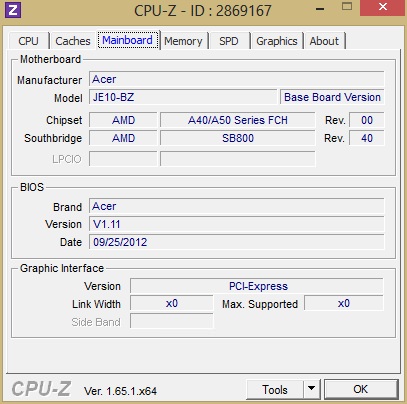 CPU-Z - ID : 2869167
CPU Caches Mainboard Memory SPD Graphics About
Motherboard
Manufacturer Acer
Model JE10-BZ Base Board Version
Chipset AMD A40/A50 Series FCH Rev. 00
Southbridge AMD SB800 Rev. 40
LPCIO
BIOS
Brand Acer
Version V1.11
Date 09/25/2012
Graphic Interface
Version PCI-Express
Link Width x0 Max. Supported x0
Side Band
CPU-Z Ver. 1.65.1.x64 Tools OK